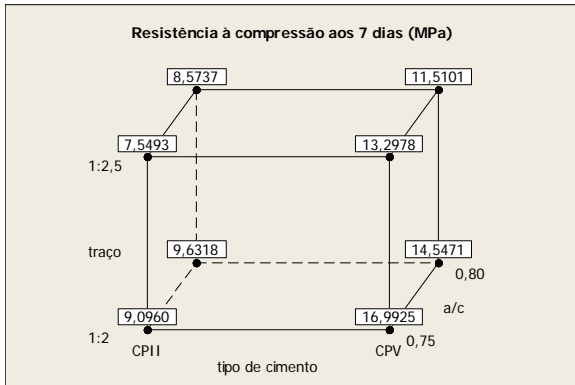 Resistência à compressão aos 7 dias (MPa)
8,5737
11,5101
7,5493
13,2978
1:2,5
traço
9,6318
14,5471
0,80
a/c
9,0960
16,9925
1:2
0,75
CPII
CPV
tipo de cimento